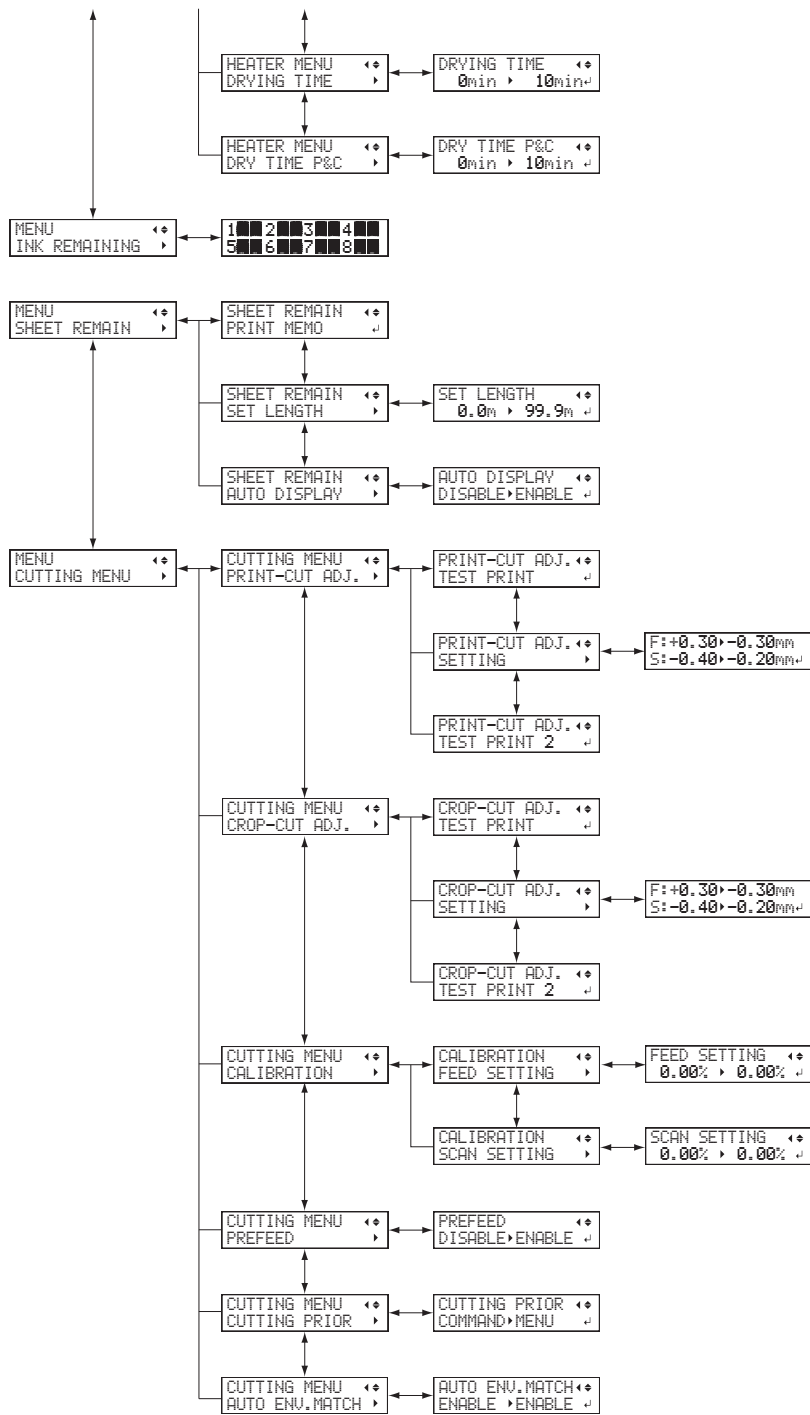 HEATER MENU ◂♦
DRYING TIME ▸
DRYING TIME ◂♦
0min ▸ 10min↵
HEATER MENU ◂♦
DRY TIME P&C ▸
DRY TIME P&C ◂♦
0min ▸ 10min ↵
MENU ◂♦
INK REMAINING ▸
1██2██3██4██
5██6██7██8██
MENU ◂♦
SHEET REMAIN ▸
SHEET REMAIN ◂♦
PRINT MEMO ↵
SHEET REMAIN ◂♦
SET LENGTH ▸
SET LENGTH ◂♦
0.0m ▸ 99.9m ↵
SHEET REMAIN ◂♦
AUTO DISPLAY ▸
AUTO DISPLAY ◂♦
DISABLE▸ENABLE ↵
MENU ◂♦
CUTTING MENU ▸
CUTTING MENU ◂♦
PRINT-CUT ADJ. ▸
PRINT-CUT ADJ.◂♦
TEST PRINT ↵
PRINT-CUT ADJ.◂♦
SETTING ▸
F:+0.30▸-0.30mm
S:-0.40▸-0.20mm↵
PRINT-CUT ADJ.◂♦
TEST PRINT 2 ↵
CUTTING MENU ◂♦
CROP-CUT ADJ. ▸
CROP-CUT ADJ. ◂♦
TEST PRINT ↵
CROP-CUT ADJ. ◂♦
SETTING ▸
F:+0.30▸-0.30mm
S:-0.40▸-0.20mm↵
CROP-CUT ADJ. ◂♦
TEST PRINT 2 ↵
CUTTING MENU ◂♦
CALIBRATION ▸
CALIBRATION ◂♦
FEED SETTING ▸
FEED SETTING ◂♦
0.00% ▸ 0.00% ↵
CALIBRATION ◂♦
SCAN SETTING ▸
SCAN SETTING ◂♦
0.00% ▸ 0.00% ↵
CUTTING MENU ◂♦
PREFEED ▸
PREFEED ◂♦
DISABLE▸ENABLE ↵
CUTTING MENU ◂♦
CUTTING PRIOR ▸
CUTTING PRIOR ◂♦
COMMAND▸MENU ↵
CUTTING MENU ◂♦
AUTO ENV.MATCH ▸
AUTO ENV.MATCH◂♦
ENABLE ▸ENABLE ↵